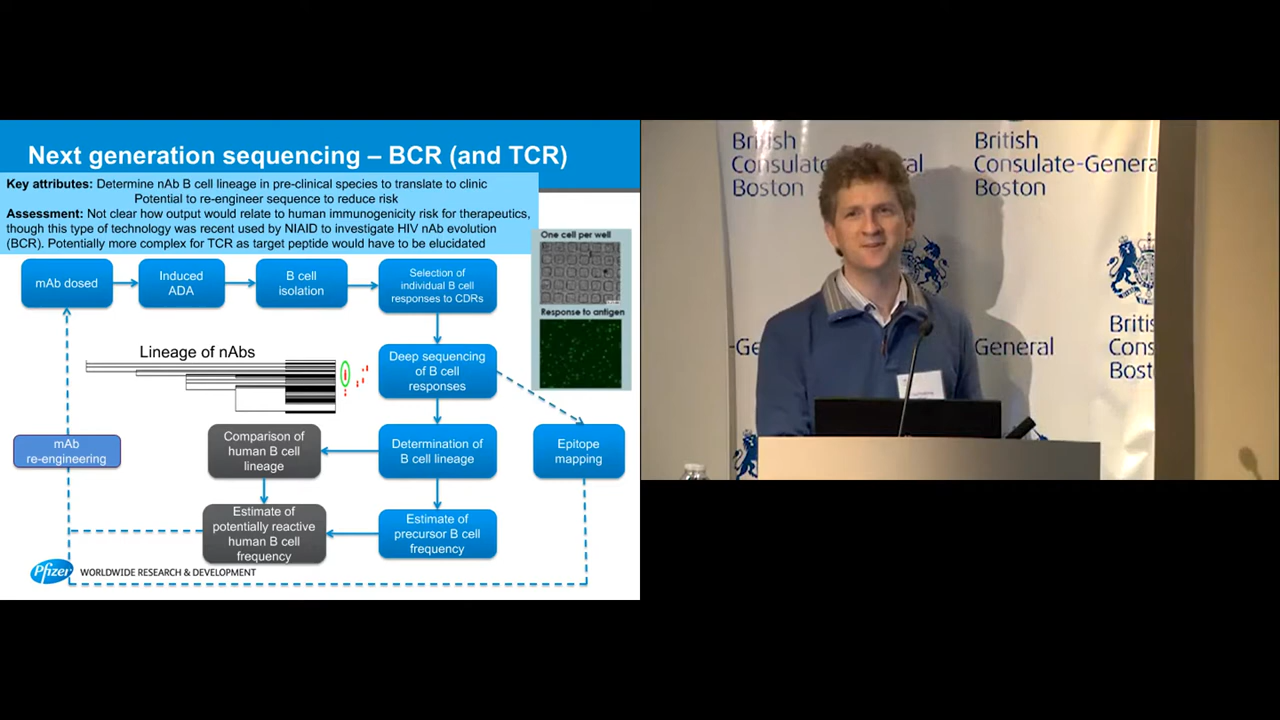 Next generation sequencing – BCR (and TCR)
Key attributes: Determine nAb B cell lineage in pre-clinical species to translate to clinic
Potential to re-engineer sequence to reduce risk
Assessment: Not clear how output would relate to human immunogenicity risk for therapeutics,
though this type of technology was recent used by NIAID to investigate HIV nAb evolution
(BCR). Potentially more complex for TCR as target peptide would have to be elucidated
One cell per well
mAb dosed
Induced
ADA
B cell
isolation
Selection of
individual B cell
responses to CDRs
Response to antigen
Lineage of nAbs
Deep sequencing
of B cell
responses
mAb
re-engineering
Comparison of
human B cell
lineage
Determination of
B cell lineage
Epitope
mapping
Estimate of
potentially reactive
human B cell
frequency
Estimate of
precursor B cell
frequency
Pfizer
WORLDWIDE RESEARCH & DEVELOPMENT
British
Consulate-General
Boston
British
Consulate-General
Boston
-Ge
General
Britis
Cons
Bost